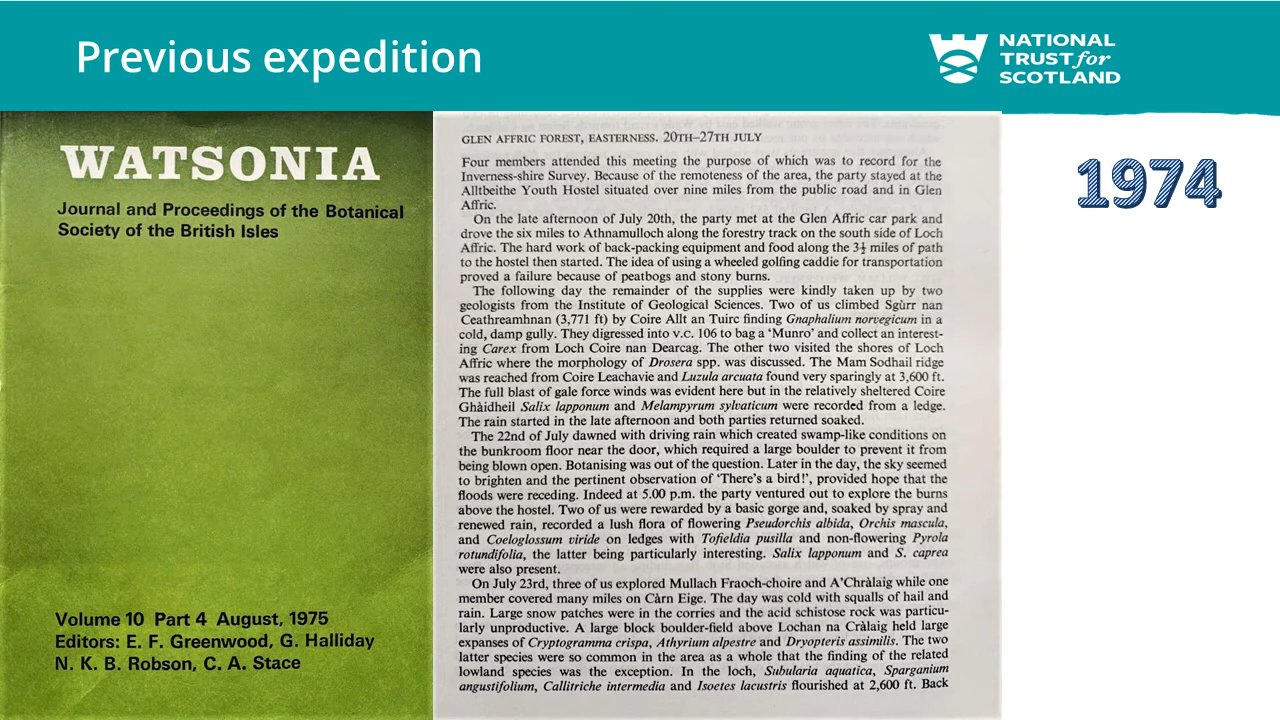 Previous expedition
NATIONAL
TRUST for
SCOTLAND
WATSONIA
Journal and Proceedings of the Botanical
Society of the British Isles
Volume 10 Part 4 August, 1975
Editors: E. F. Greenwood, G. Halliday
N. K. B. Robson, C. A. Stace
GLEN AFFRIC FOREST, EASTERNESS. 20TH–27TH JULY
Four members attended this meeting the purpose of which was to record for the
Inverness-shire Survey. Because of the remoteness of the area, the party stayed at the
Alltbeithe Youth Hostel situated over nine miles from the public road and in Glen
Affric.
On the late afternoon of July 20th, the party met at the Glen Affric car park and
drove the six miles to Athnamulloch along the forestry track on the south side of Loch
Affric. The hard work of back-packing equipment and food along the 3½ miles of path
to the hostel then started. The idea of using a wheeled golfing caddie for transportation
proved a failure because of peatbogs and stony burns.
The following day the remainder of the supplies were kindly taken up by two
geologists from the Institute of Geological Sciences. Two of us climbed Sgùrr nan
Ceathreamhnan (3,771 ft) by Coire Allt an Tuirc finding Gnaphalium norvegicum in a
cold, damp gully. They digressed into v.c. 106 to bag a ‘Munro’ and collect an interest-
ing Carex from Loch Coire nan Dearcag. The other two visited the shores of Loch
Affric where the morphology of Drosera spp. was discussed. The Mam Sodhail ridge
was reached from Coire Leachavie and Luzula arcuata found very sparingly at 3,600 ft.
The full blast of gale force winds was evident here but in the relatively sheltered Coire
Ghàidheil Salix lapponum and Melampyrum sylvaticum were recorded from a ledge.
The rain started in the late afternoon and both parties returned soaked.
The 22nd of July dawned with driving rain which created swamp-like conditions on
the bunkroom floor near the door, which required a large boulder to prevent it from
being blown open. Botanising was out of the question. Later in the day, the sky seemed
to brighten and the pertinent observation of ‘There's a bird!’, provided hope that the
floods were receding. Indeed at 5.00 p.m. the party ventured out to explore the burns
above the hostel. Two of us were rewarded by a basic gorge and, soaked by spray and
renewed rain, recorded a lush flora of flowering Pseudorchis albida, Orchis mascula,
and Coeloglossum viride on ledges with Tofieldia pusilla and non-flowering Pyrola
rotundifolia, the latter being particularly interesting. Salix lapponum and S. caprea
were also present.
On July 23rd, three of us explored Mullach Fraoch-choire and A'Chràlaig while one
member covered many miles on Càrn Eige. The day was cold with squalls of hail and
rain. Large snow patches were in the corries and the acid schistose rock was particu-
larly unproductive. A large block boulder-field above Lochan na Cràlaig held large
expanses of Cryptogramma crispa, Athyrium alpestre and Dryopteris assimilis. The two
latter species were so common in the area as a whole that the finding of the related
lowland species was the exception. In the loch, Subularia aquatica, Sparganium
angustifolium, Callitriche intermedia and Isoetes lacustris flourished at 2,600 ft. Back
1974